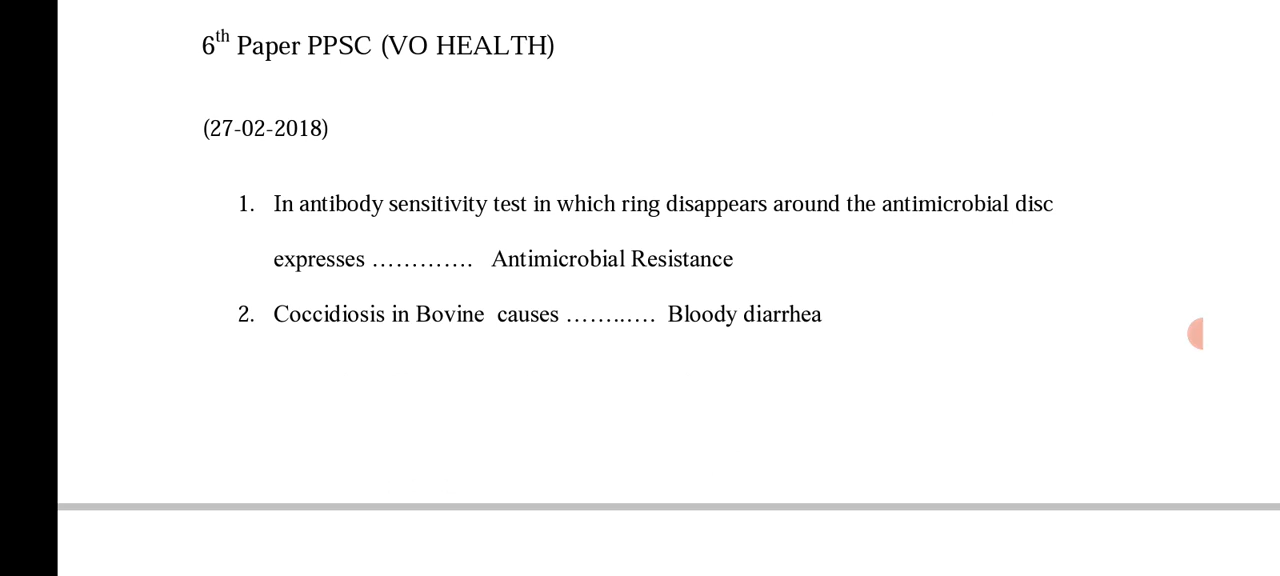 6th Paper PPSC (VO HEALTH)
(27-02-2018)
1. In antibody sensitivity test in which ring disappears around the antimicrobial disc
expresses …………. Antimicrobial Resistance
2. Coccidiosis in Bovine causes ……..…. Bloody diarrhea